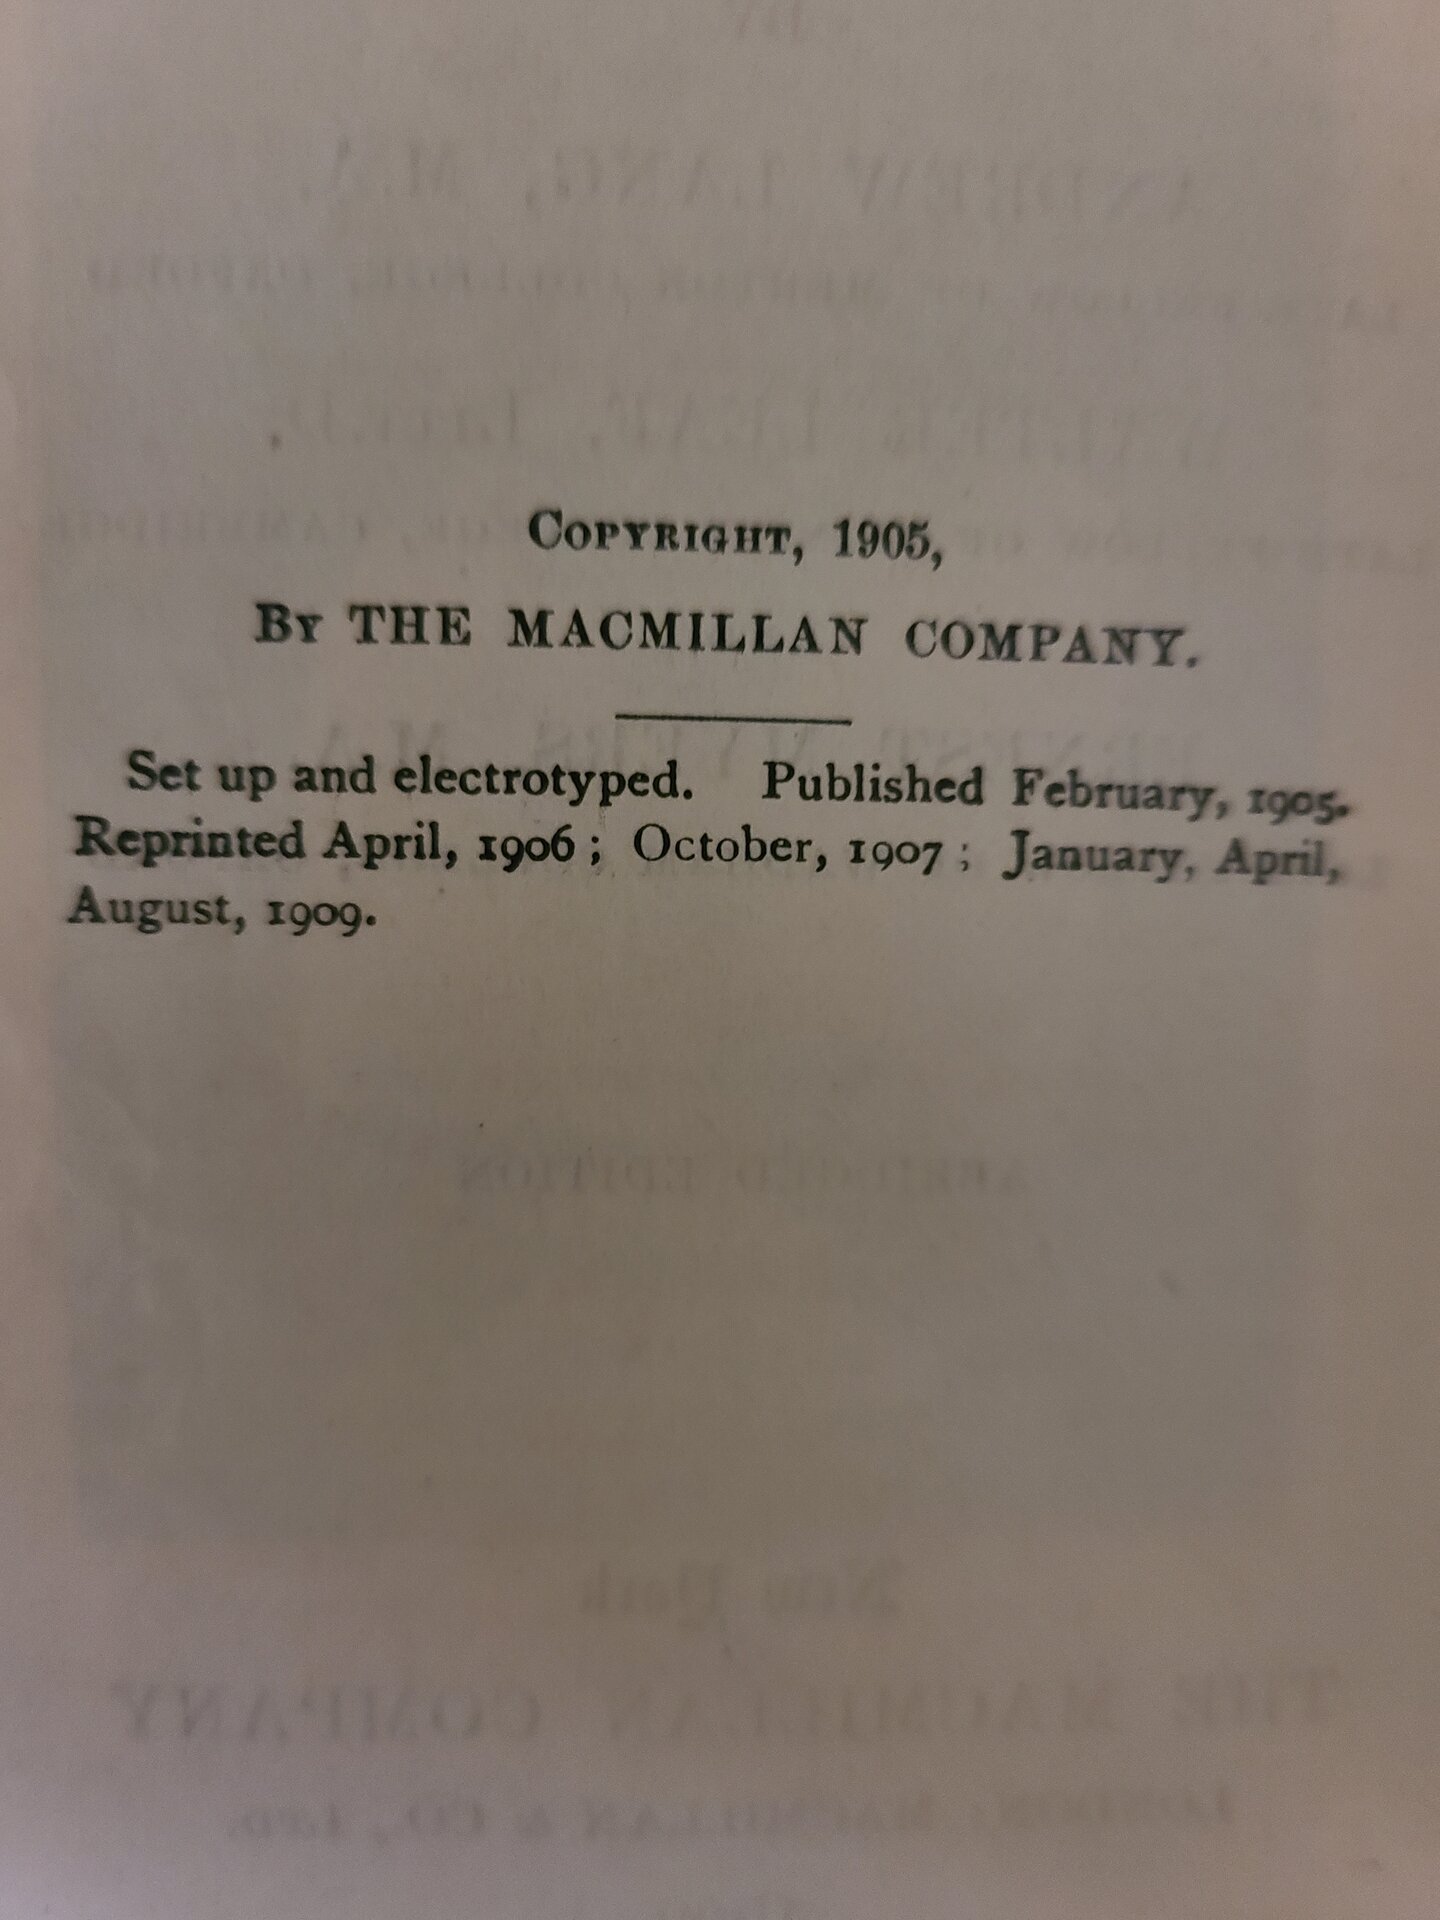 COPYRIGHT, 1905,
BY THE MACMILLAN COMPANY.
Set up and electrotyped. Published February, 1905.
Reprinted April, 1906; October, 1907; January, April,
August, 1909.